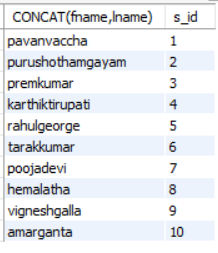 CONCAT(fname,lname) s_id
pavanvaccha 1
purushothamgayam 2
premkumar 3
karthiktirupati 4
rahulgeorge 5
tarakkumar 6
poojadevi 7
hemalatha 8
vigneshgalla 9
amarganta 10